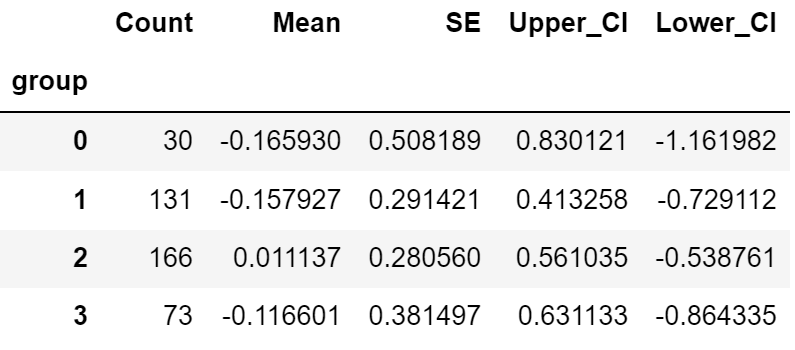 Count Mean SE Upper_CI Lower_CI
group
0 30 -0.165930 0.508189 0.830121 -1.161982
1 131 -0.157927 0.291421 0.413258 -0.729112
2 166 0.011137 0.280560 0.561035 -0.538761
3 73 -0.116601 0.381497 0.631133 -0.864335